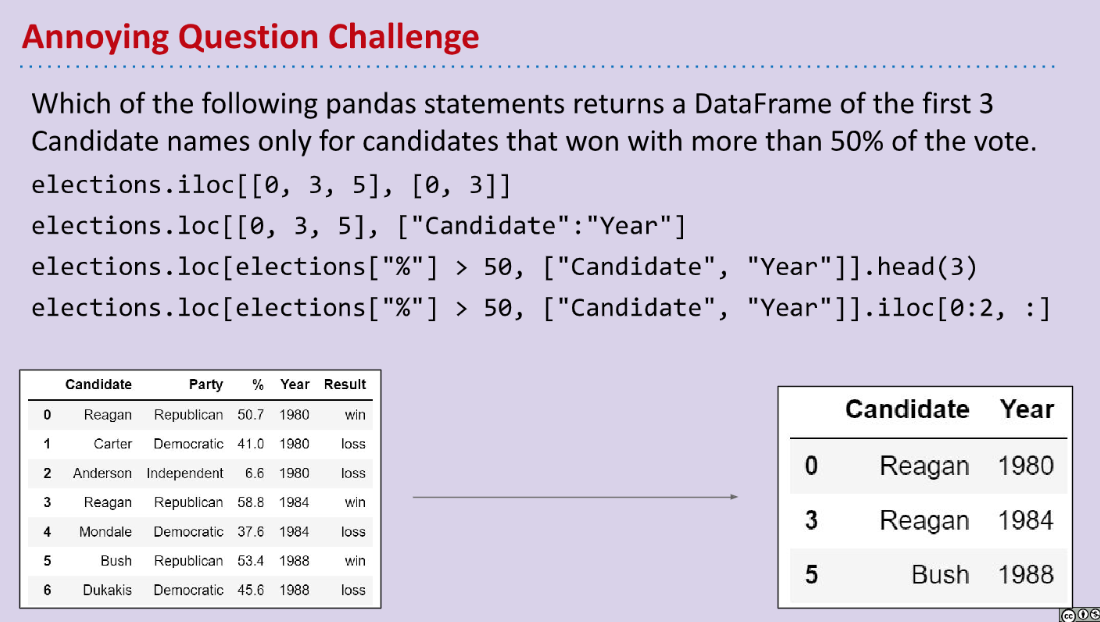 Annoying Question Challenge
Which of the following pandas statements returns a DataFrame of the first 3
Candidate names only for candidates that won with more than 50% of the vote.
elections.iloc[[0, 3, 5], [0, 3]]
elections.loc[[0, 3, 5], ["Candidate":"Year"]
elections.loc[elections["%"] > 50, ["Candidate", "Year"]].head(3)
elections.loc[elections["%"] > 50, ["Candidate", "Year"]].iloc[0:2, :]
Candidate Party % Year Result
0 Reagan Republican 50.7 1980 win
1 Carter Democratic 41.0 1980 loss
2 Anderson Independent 6.6 1980 loss
3 Reagan Republican 58.8 1984 win
4 Mondale Democratic 37.6 1984 loss
5 Bush Republican 53.4 1988 win
6 Dukakis Democratic 45.6 1988 loss
Candidate Year
0 Reagan 1980
3 Reagan 1984
5 Bush 1988
cc